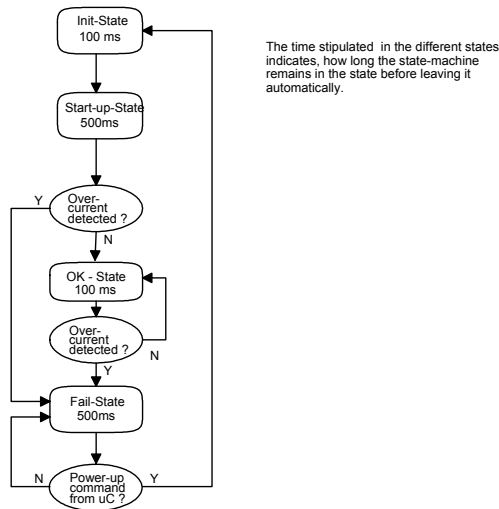 Init-State
100 ms
The time stipulated in the different states
indicates, how long the state-machine
remains in the state before leaving it
automatically.
Start-up-State
500ms
Y
Over-
current
detected ?
N
OK - State
100 ms
Over-
current
detected ?
N
Y
Fail-State
500ms
N
Power-up
command
from uC ?
Y